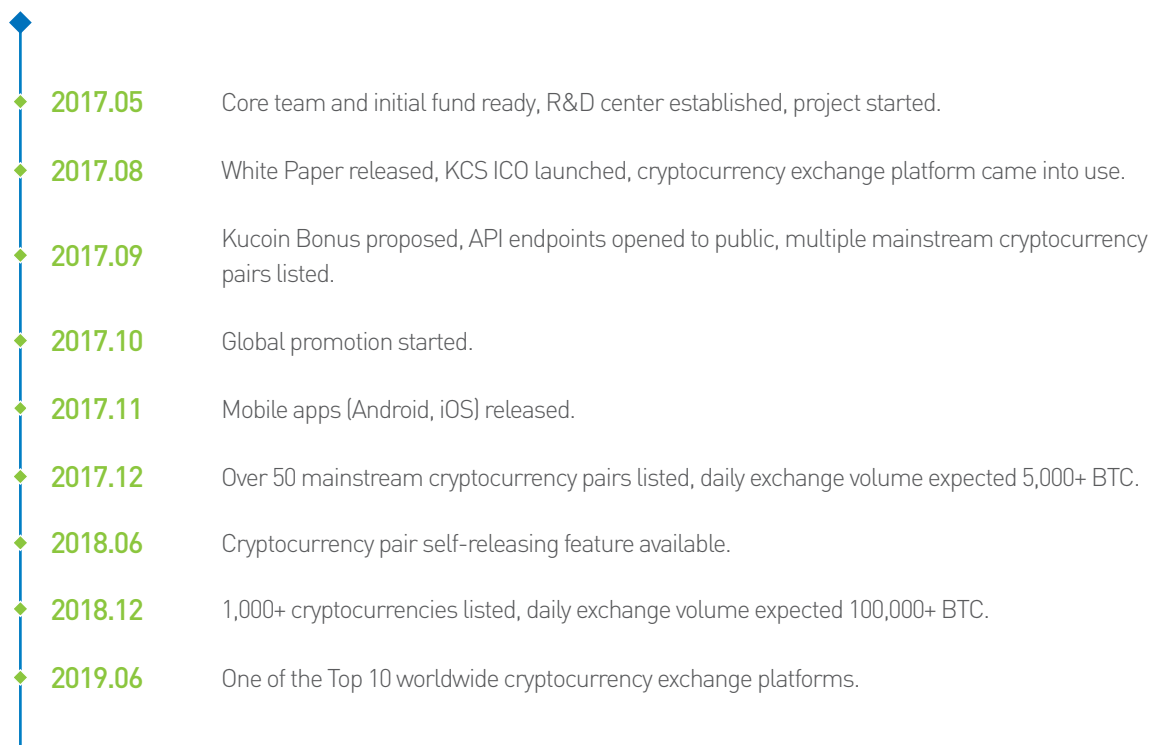 2017.05 Core team and initial fund ready, R&D center established, project started.
2017.08 White Paper released, KCS ICO launched, cryptocurrency exchange platform came into use.
2017.09 Kucoin Bonus proposed, API endpoints opened to public, multiple mainstream cryptocurrency
pairs listed.
2017.10 Global promotion started.
2017.11 Mobile apps (Android, iOS) released.
2017.12 Over 50 mainstream cryptocurrency pairs listed, daily exchange volume expected 5,000+ BTC.
2018.06 Cryptocurrency pair self-releasing feature available.
2018.12 1,000+ cryptocurrencies listed, daily exchange volume expected 100,000+ BTC.
2019.06 One of the Top 10 worldwide cryptocurrency exchange platforms.